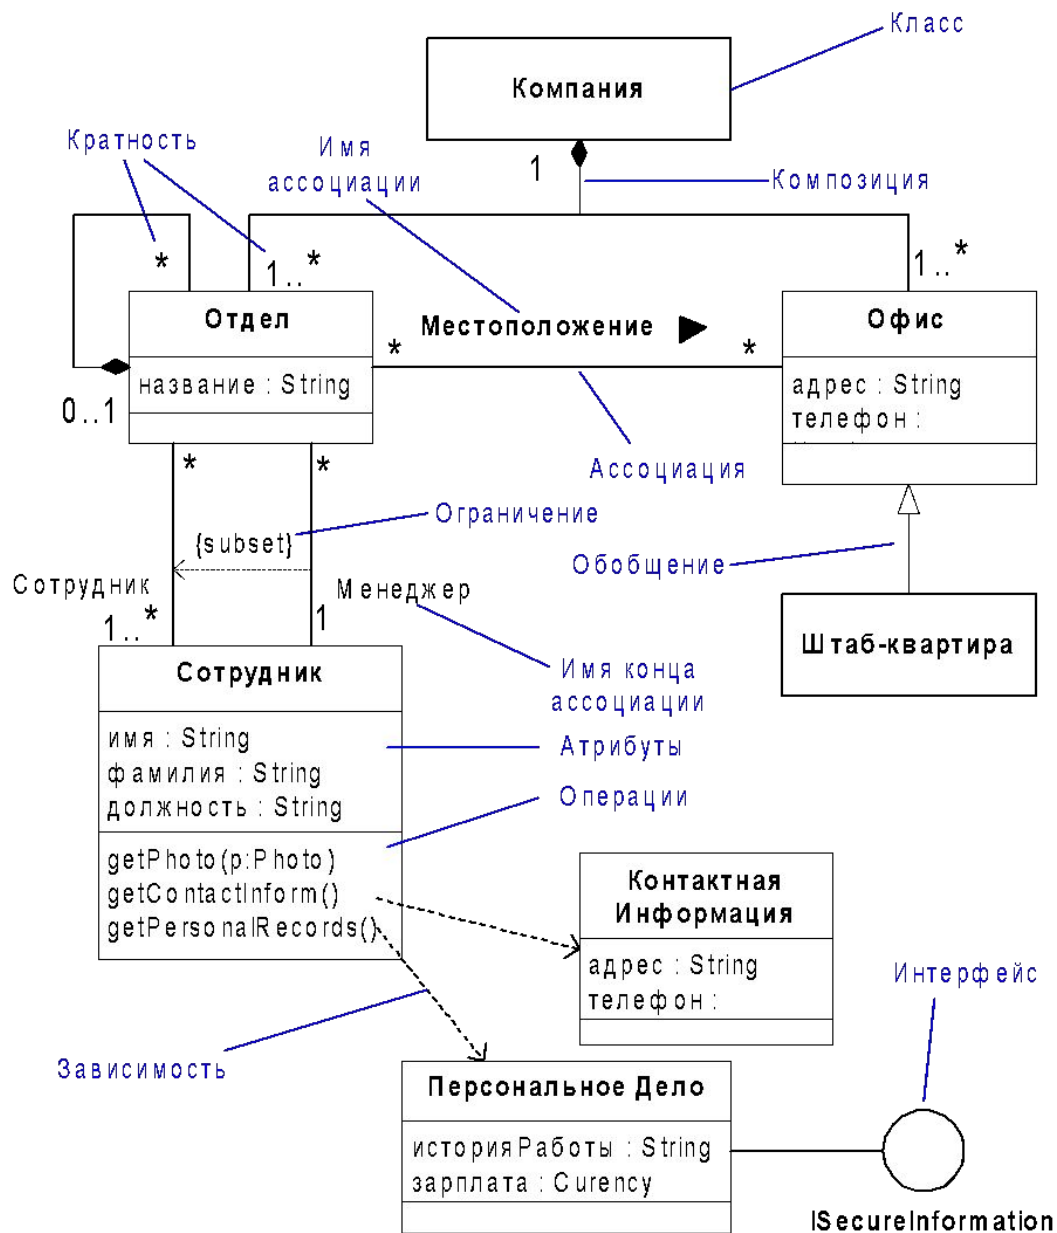 Класс
Компания
Кратность
Имя
ассоциации
1
Композиция
*
1..*
1..*
Отдел
Местоположение
Офис
*
*
название : String
адрес : String
телефон :
0..1
*
*
Ассоциация
Ограничение
{subset}
Обобщение
Сотрудник
Менеджер
1..*
1
Штаб-квартира
Сотрудник
Имя конца
ассоциации
имя : String
фамилия : String
должность : String
Атрибуты
Операции
getPhoto(p:Photo)
getContactInform()
getPersonalRecords()
Контактная
Информация
адрес : String
телефон :
Интерфейс
Зависимость
Персональное Дело
историяРаботы : String
зарплата : Curency
ISecureInformation